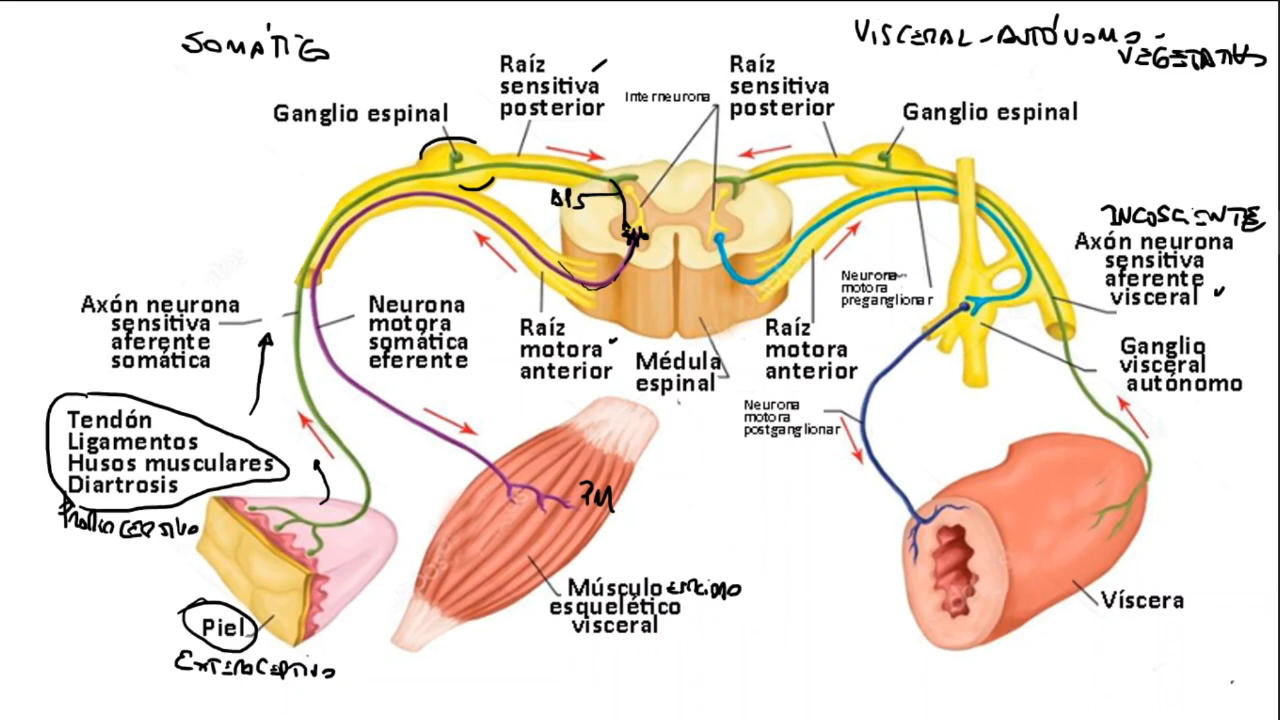 SOMÁTICO
VISCERAL - AUTÓNOMO -
VEGETATIVO
Raíz
sensitiva
posterior
Interneurona
Raíz
sensitiva
posterior
Ganglio espinal
Ganglio espinal
INCOSCIENTE
Axón neurona
sensitiva
aferente
visceral
Neurona
motora
preganglionar
Axón neurona
sensitiva
aferente
somática
Neurona
motora
somática
eferente
Raíz
motora
anterior
Médula
espinal
Raíz
motora
anterior
Ganglio
visceral
autónomo
Neurona
motora
postganglionar
Tendón
Ligamentos
Husos musculares
Diartrosis
PM
Músculo
esquelético
visceral
Víscera
Piel
EXTEROCEPTIVO